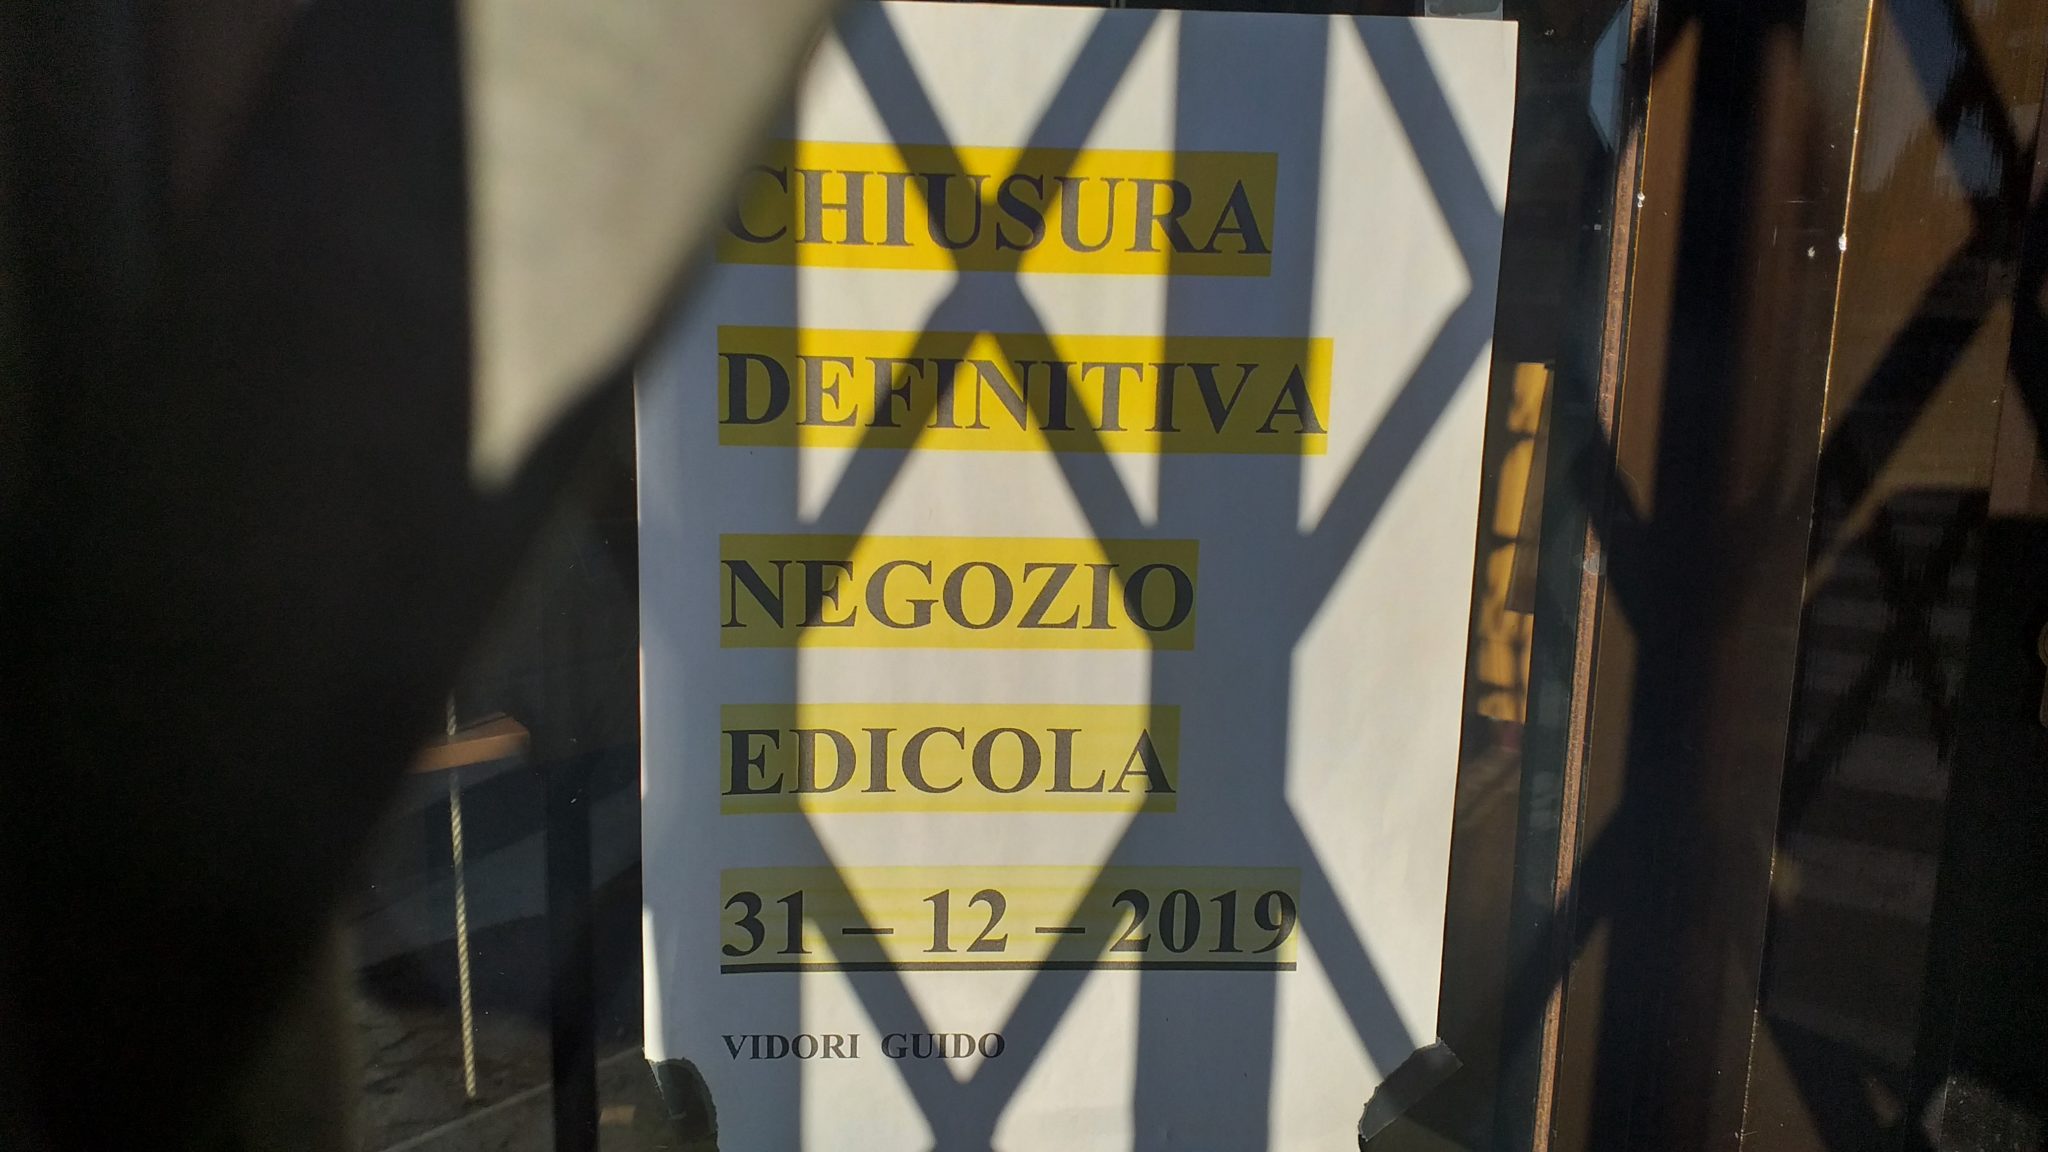 CHIUSURA
DEFINITIVA
NEGOZIO
EDICOLA
31 – 12 – 2019
VIDORI GUIDO